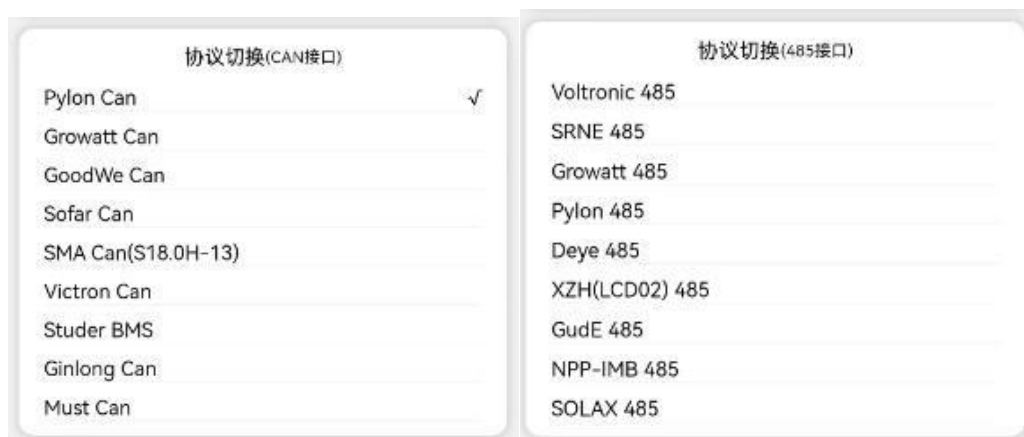 协议切换(CAN接口)
Pylon Can √
Growatt Can
GoodWe Can
Sofar Can
SMA Can(S18.0H-13)
Victron Can
Studer BMS
Ginlong Can
Must Can
协议切换(485接口)
Voltronic 485
SRNE 485
Growatt 485
Pylon 485
Deye 485
XZH(LCD02) 485
GudE 485
NPP-IMB 485
SOLAX 485